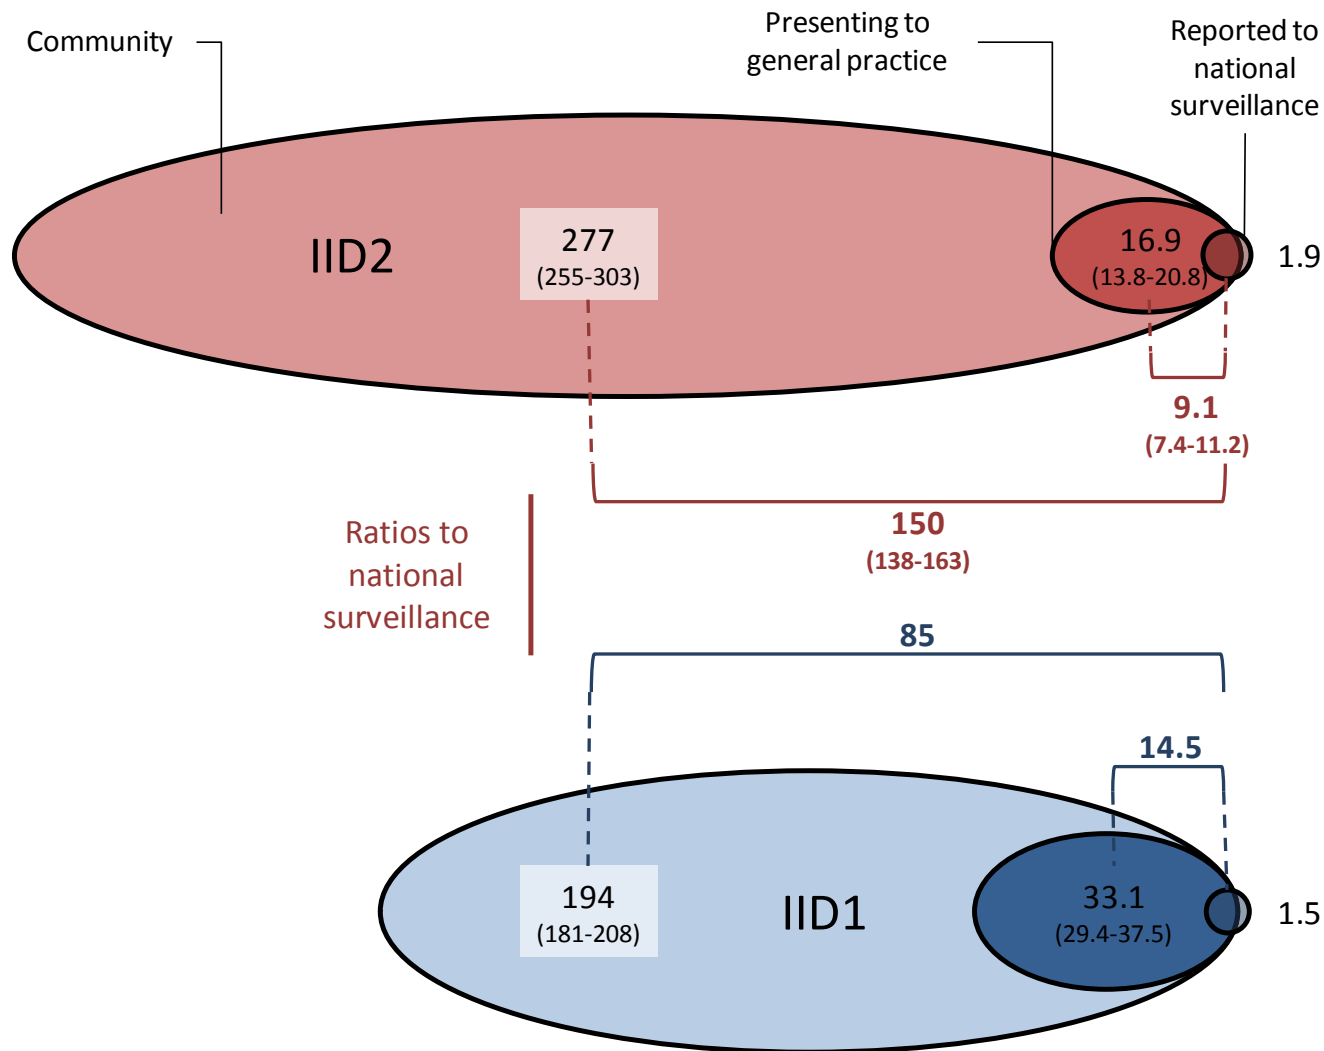 Community
Presenting to
general practice
Reported to
national
surveillance
IID2
277
(255-303)
16.9
(13.8-20.8)
1.9
9.1
(7.4-11.2)
150
(138-163)
Ratios to
national
surveillance
85
14.5
194
(181-208)
IID1
33.1
(29.4-37.5)
1.5